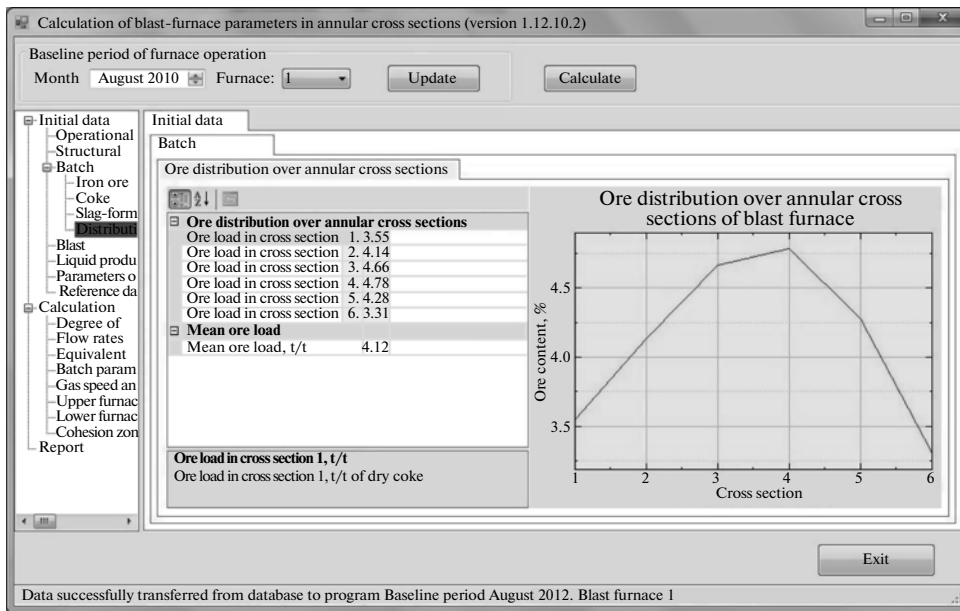 Calculation of blast-furnace parameters in annular cross sections (version 1.12.10.2)
Baseline period of furnace operation
Month August 2010 Furnace: 1 Update Calculate
Initial data
Operational
Structural
Batch
Iron ore
Coke
Slag-form
Distributi
Blast
Liquid produ
Parameters o
Reference da
Calculation
Degree of
Flow rates
Equivalent
Batch param
Gas speed an
Upper furnac
Lower furnac
Cohesion zon
Report
Initial data
Batch
Ore distribution over annular cross sections
Ore distribution over annular cross sections
Ore load in cross section 1. 3.55
Ore load in cross section 2. 4.14
Ore load in cross section 3. 4.66
Ore load in cross section 4. 4.78
Ore load in cross section 5. 4.28
Ore load in cross section 6. 3.31
Mean ore load
Mean ore load, t/t 4.12
Ore load in cross section 1, t/t
Ore load in cross section 1, t/t of dry coke
Ore distribution over annular cross
sections of blast furnace
Ore content, %
4.5
4.0
3.5
1 2 3 4 5 6
Cross section
Exit
Data successfully transferred from database to program Baseline period August 2012. Blast furnace 1